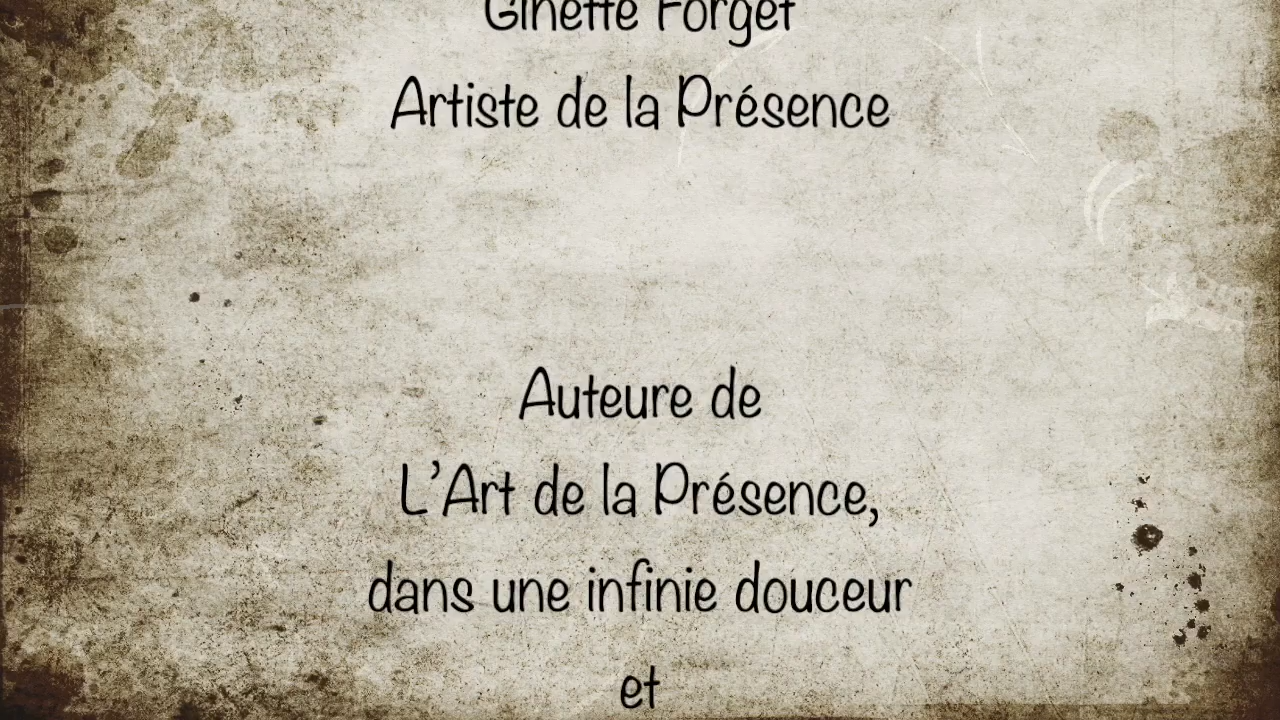 Ginette Forget
Artiste de la Présence
Auteure de
L'Art de la Présence,
dans une infinie douceur
et